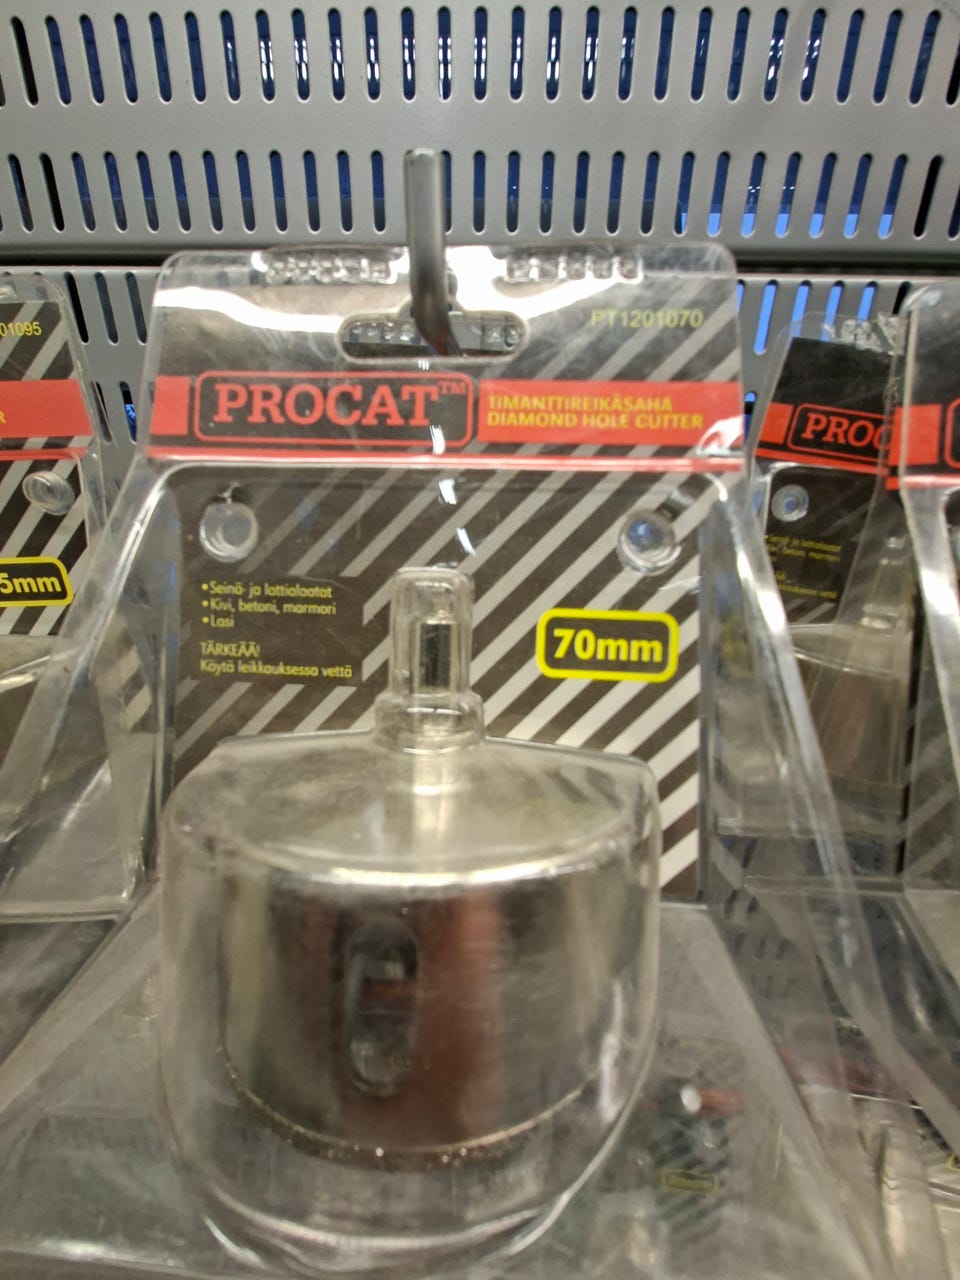 PT1201070
01095
PROCAT™
TIMANTTIREIKÄSAHA
DIAMOND HOLE CUTTER
R
PROC
•Seinä- ja lattialaatat
•Kivi, betoni, marmori
•Lasi
TÄRKEÄÄ!
Käytä leikkauksessa vettä
70mm
5mm